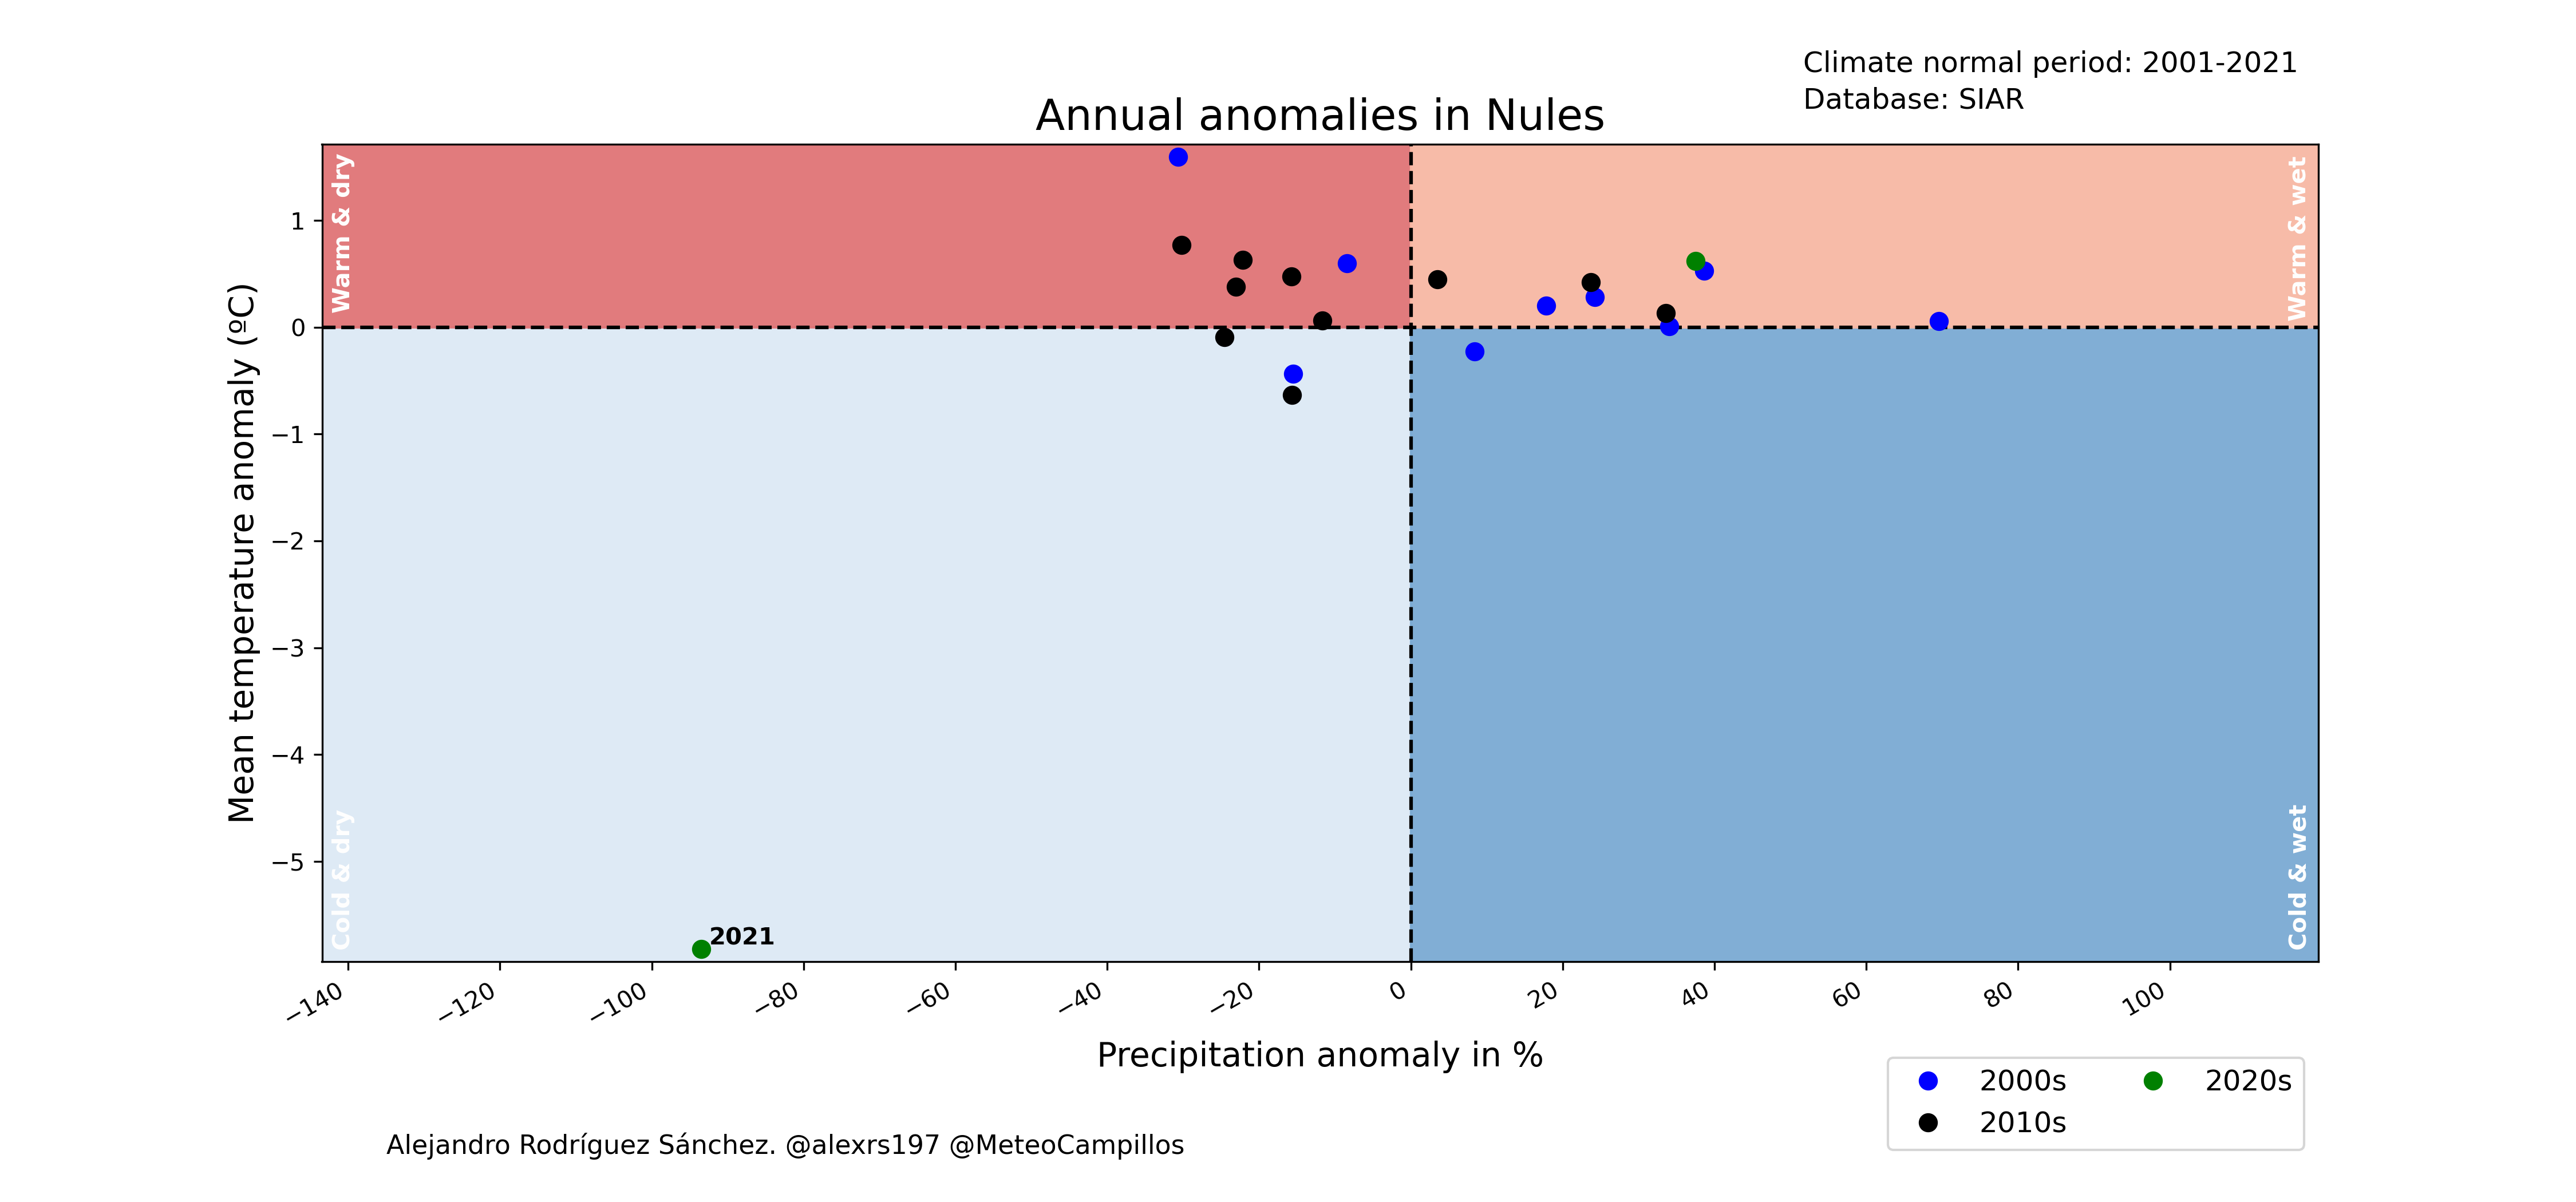 Climate normal period: 2001-2021
Database: SIAR
Annual anomalies in Nules
Warm & dry
Warm & wet
Cold & dry
Cold & wet
Mean temperature anomaly (ºC)
1
0
−1
−2
−3
−4
−5
2021
−140
−120
−100
−80
−60
−40
−20
0
20
40
60
80
100
Precipitation anomaly in %
2000s
2010s
2020s
Alejandro Rodríguez Sánchez. @alexrs197 @MeteoCampillos